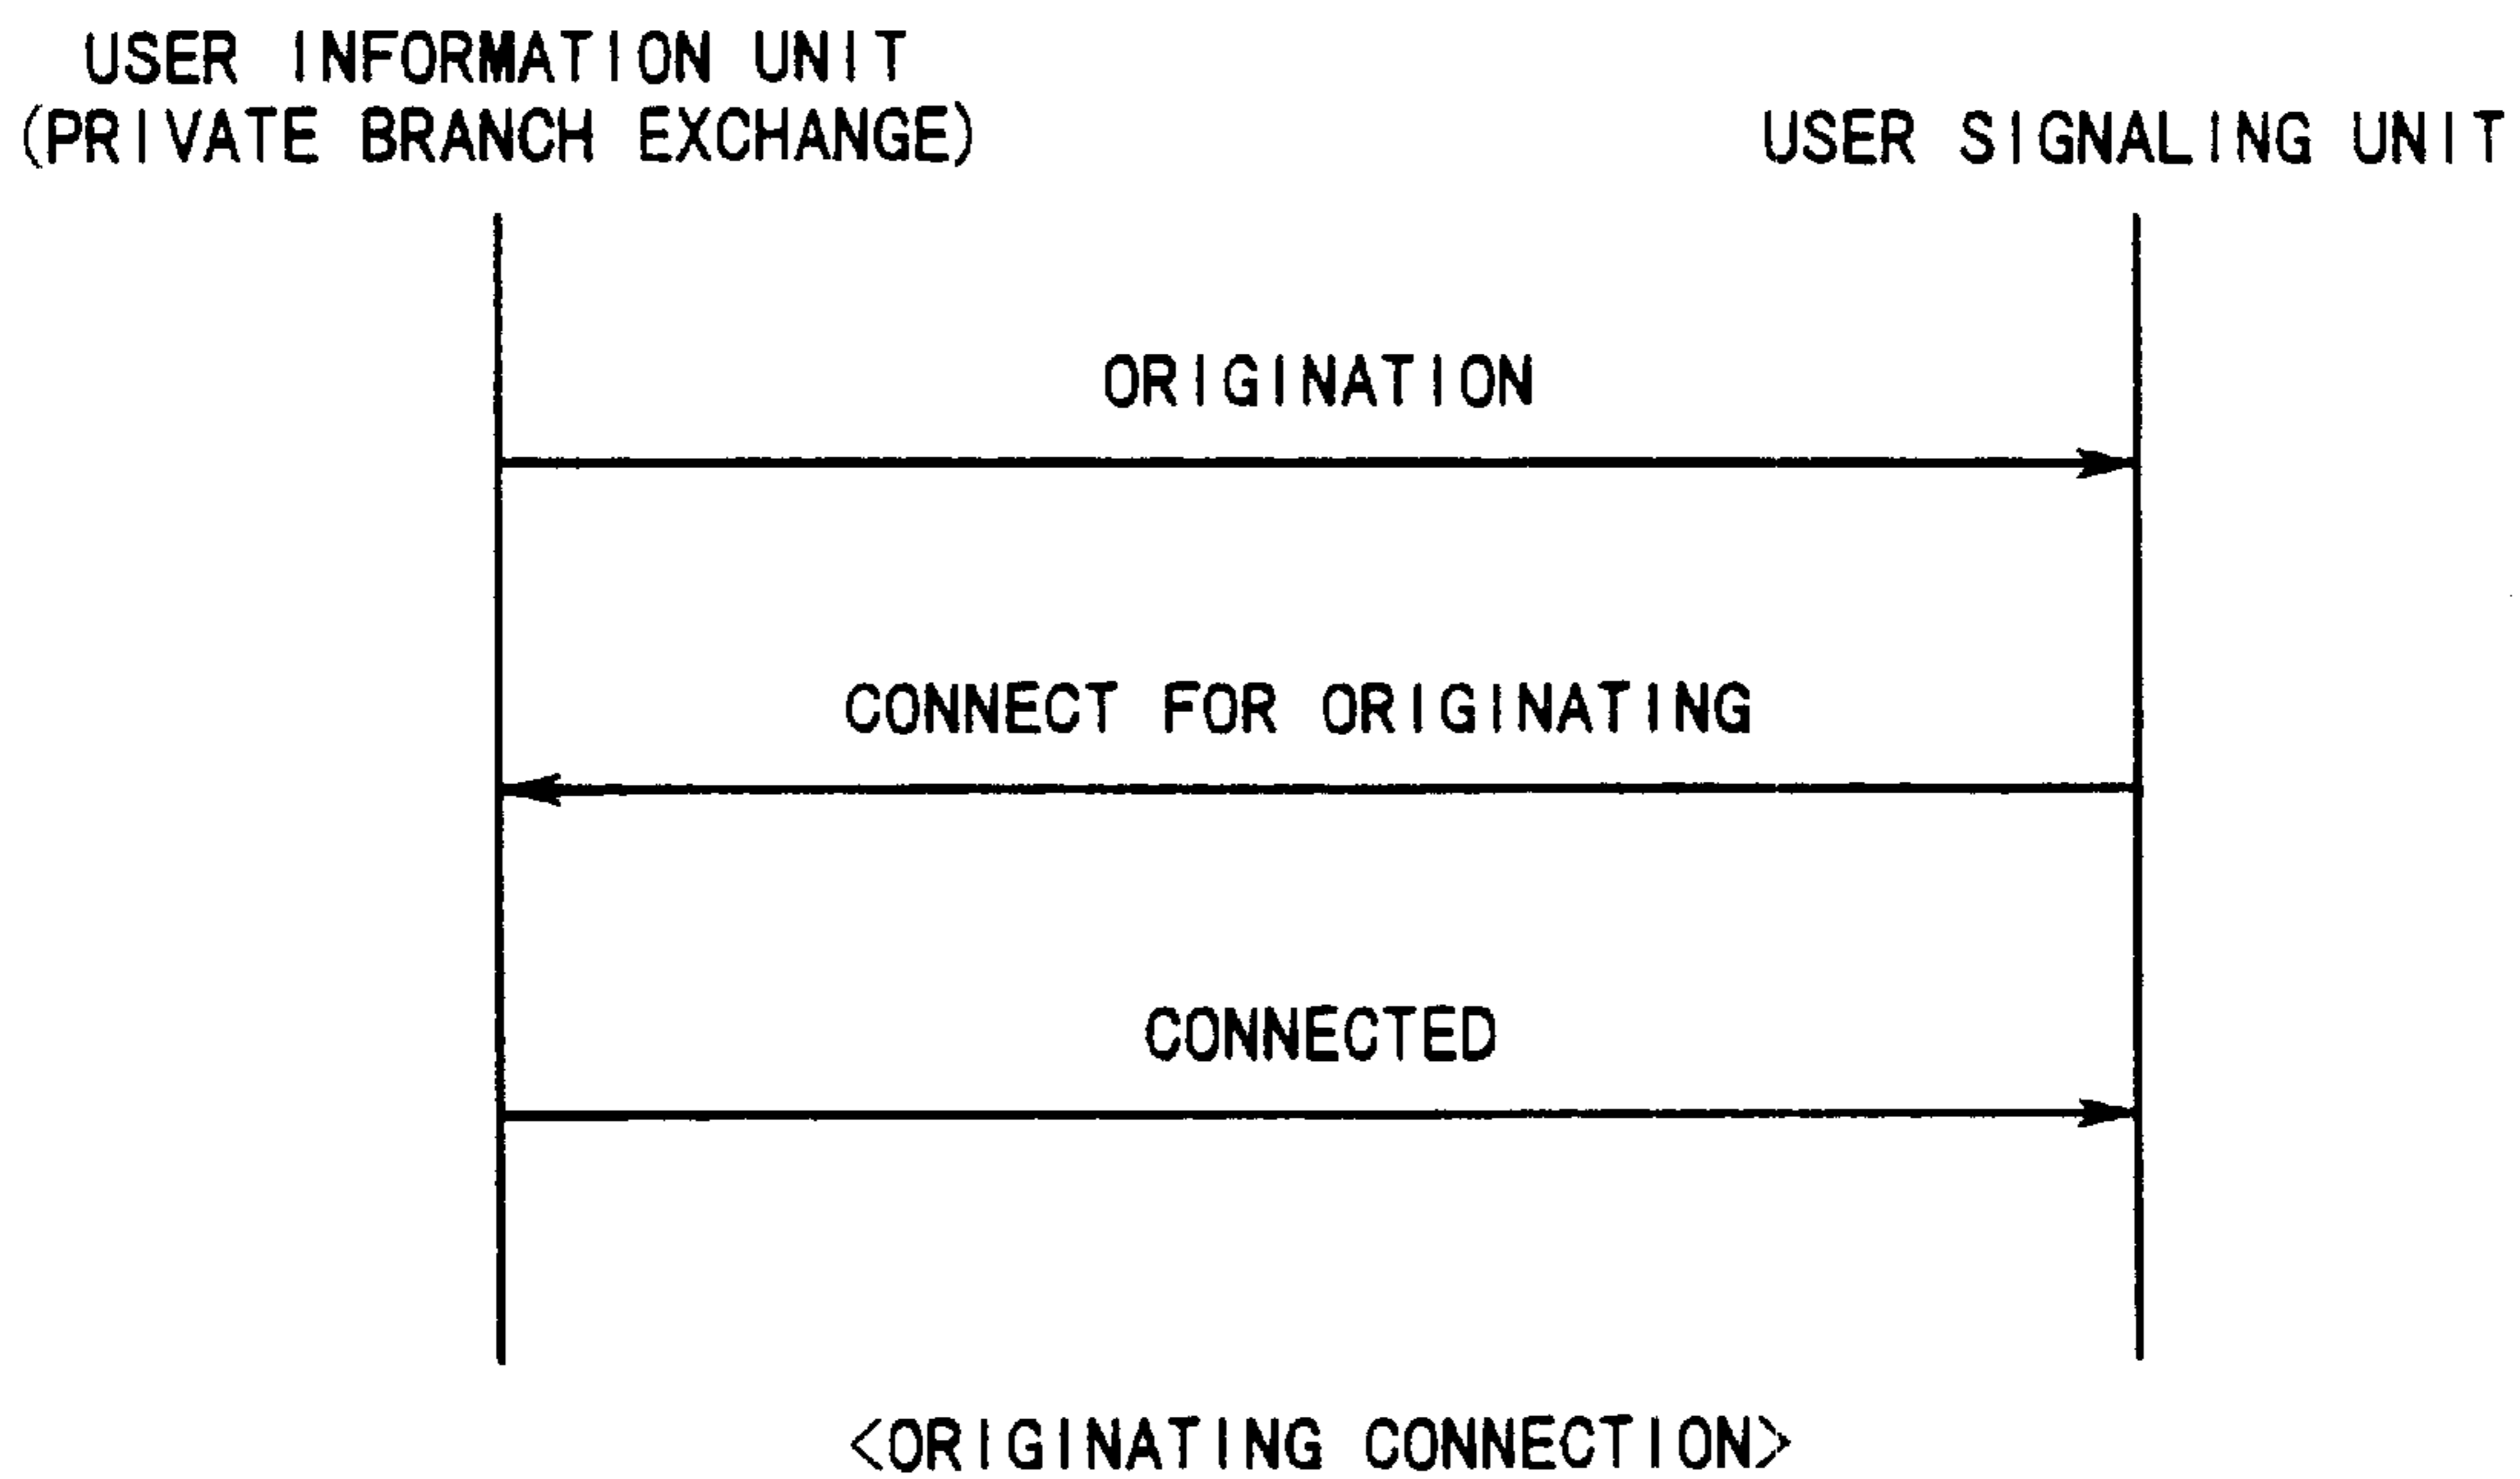 USER INFORMATION UNIT
(PRIVATE BRANCH EXCHANGE)
USER SIGNALING UNIT
ORIGINATION
CONNECT FOR ORIGINATING
CONNECTED
<ORIGINATING CONNECTION>